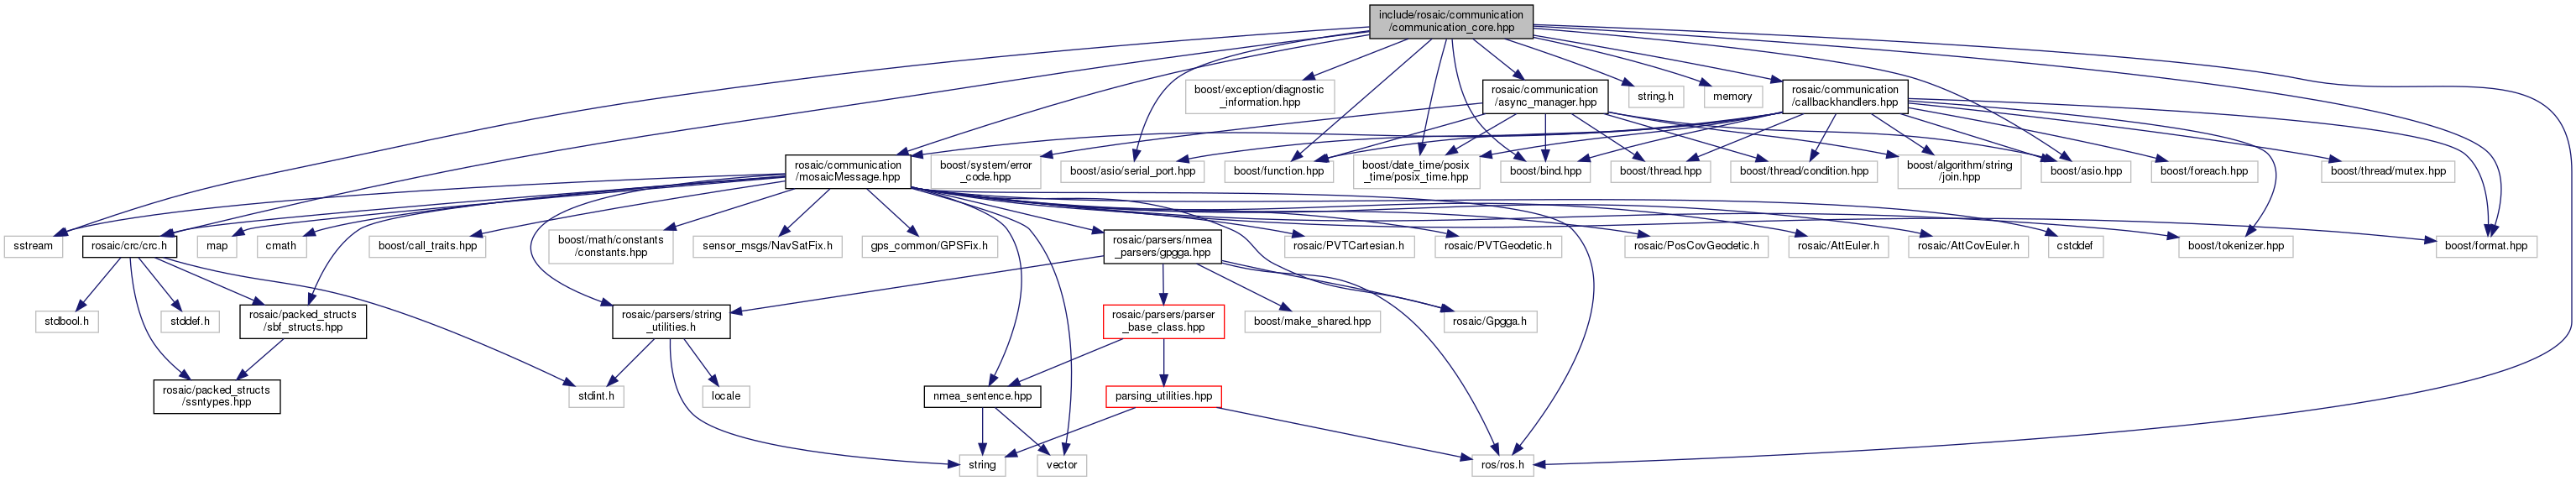 include/rosaic/communication
/communication_core.hpp
boost/exception/diagnostic
_information.hpp
rosaic/communication
/async_manager.hpp
string.h
memory
rosaic/communication
/callbackhandlers.hpp
rosaic/communication
/mosaicMessage.hpp
boost/system/error
_code.hpp
boost/asio/serial_port.hpp
boost/function.hpp
boost/date_time/posix
_time/posix_time.hpp
boost/bind.hpp
boost/thread.hpp
boost/thread/condition.hpp
boost/algorithm/string
/join.hpp
boost/asio.hpp
boost/foreach.hpp
boost/thread/mutex.hpp
sstream
rosaic/crc/crc.h
map
cmath
boost/call_traits.hpp
boost/math/constants
/constants.hpp
sensor_msgs/NavSatFix.h
gps_common/GPSFix.h
rosaic/parsers/nmea
_parsers/gpgga.hpp
rosaic/PVTCartesian.h
rosaic/PVTGeodetic.h
rosaic/PosCovGeodetic.h
rosaic/AttEuler.h
rosaic/AttCovEuler.h
cstddef
boost/tokenizer.hpp
boost/format.hpp
stdbool.h
stddef.h
rosaic/packed_structs
/sbf_structs.hpp
rosaic/parsers/string
_utilities.h
rosaic/parsers/parser
_base_class.hpp
boost/make_shared.hpp
rosaic/Gpgga.h
rosaic/packed_structs
/ssntypes.hpp
stdint.h
locale
nmea_sentence.hpp
parsing_utilities.hpp
string
vector
ros/ros.h